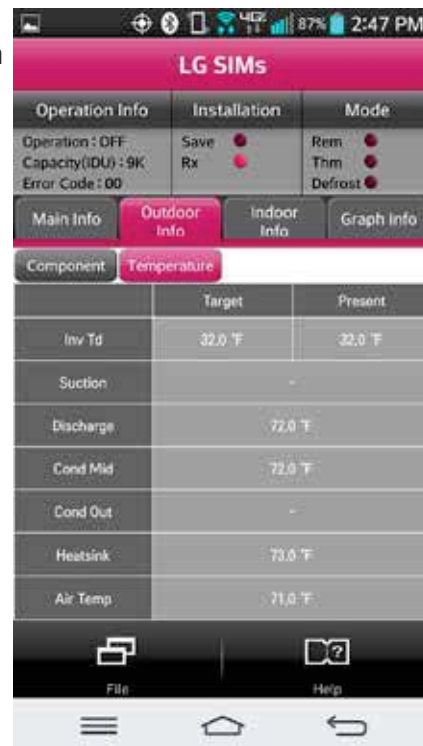 4G LTE 87% 2:47 PM
LG SIMs
Operation Info Installation Mode
Operation : OFF Save Rem
Capacity(IDU) : 9K Rx Thm
Error Code : 00 Defrost
Main Info Outdoor Info Indoor Info Graph Info
Component Temperature
Target Present
Inv Td 32.0 °F 32.0 °F
Suction -
Discharge 72.0 °F
Cond Mid 72.0 °F
Cond Out -
Heatsink 73.0 °F
Air Temp 71.0 °F
File Help